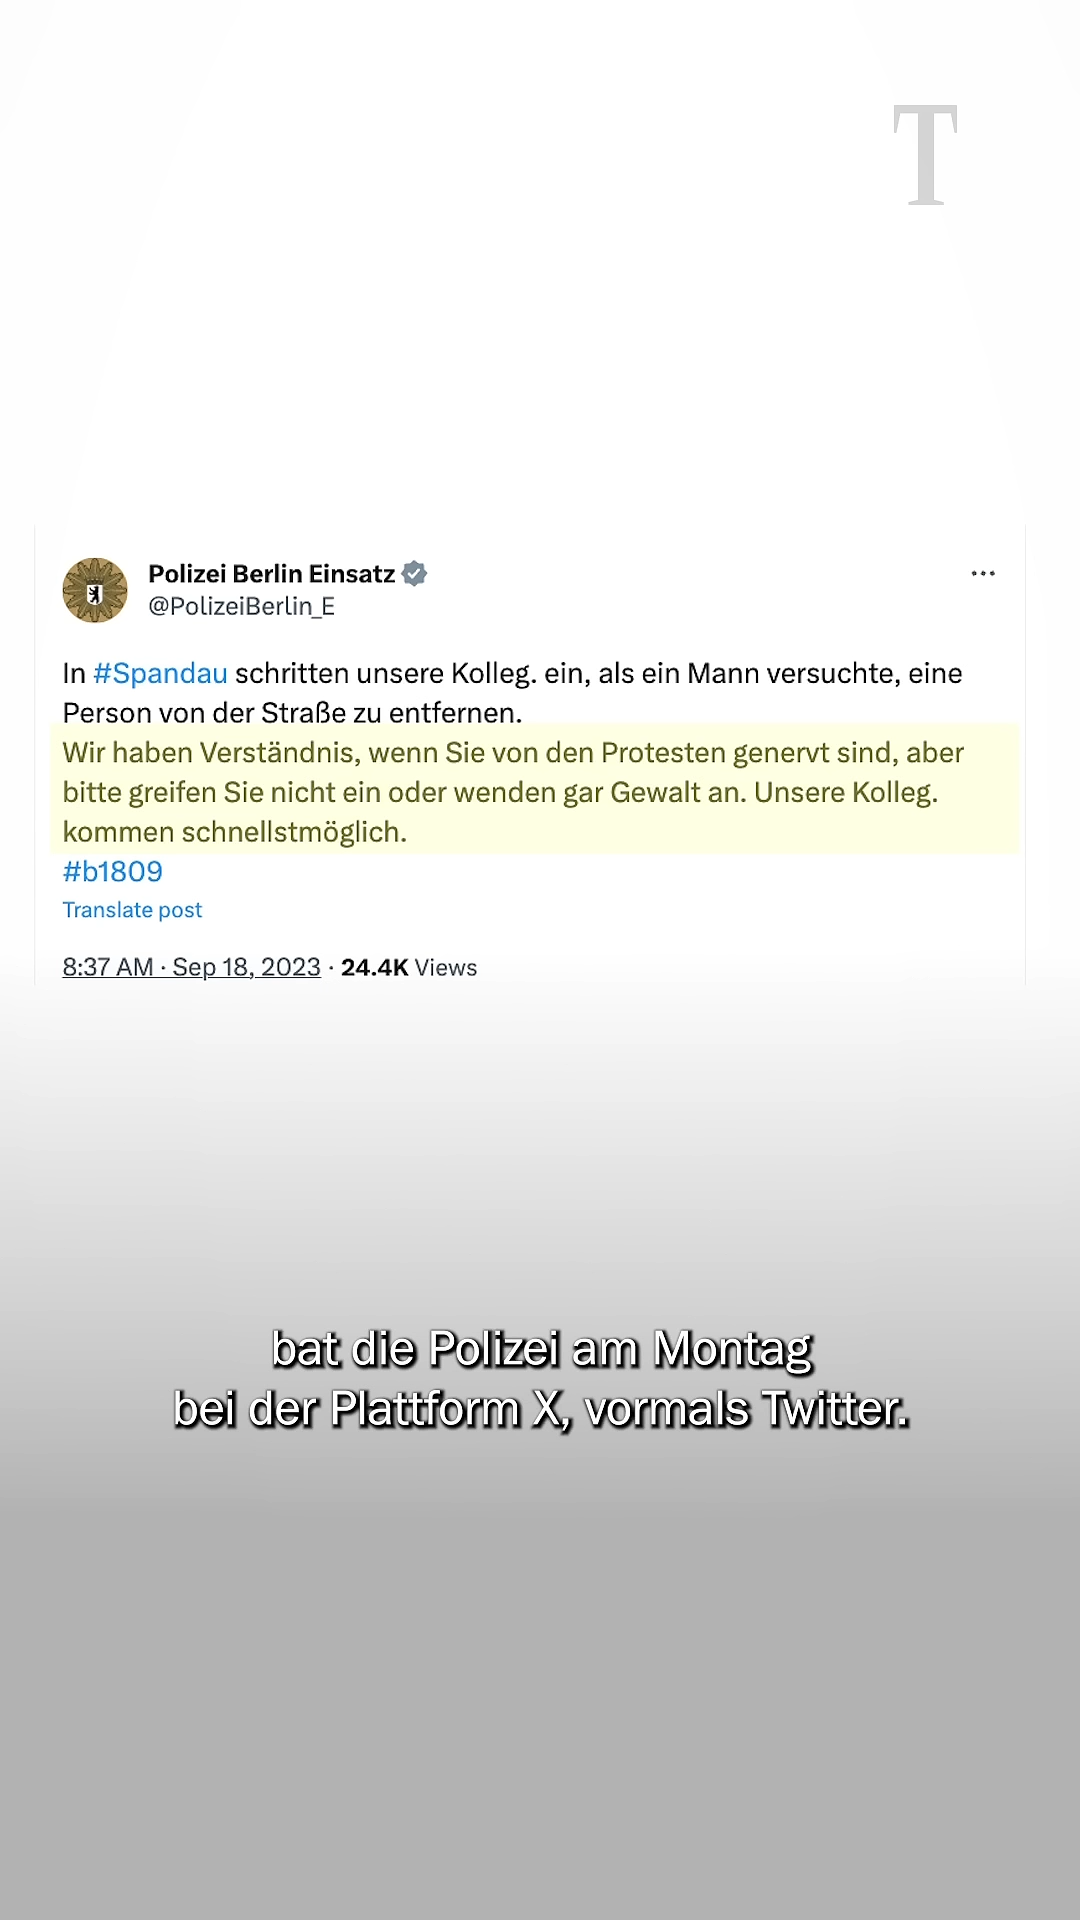 T
Polizei Berlin Einsatz
@PolizeiBerlin_E
In #Spandau schritten unsere Kolleg. ein, als ein Mann versuchte, eine
Person von der Straße zu entfernen.
Wir haben Verständnis, wenn Sie von den Protesten genervt sind, aber
bitte greifen Sie nicht ein oder wenden gar Gewalt an. Unsere Kolleg.
kommen schnellstmöglich.
#b1809
Translate post
8:37 AM · Sep 18, 2023 · 24.4K Views
bat die Polizei am Montag
bei der Plattform X, vormals Twitter.